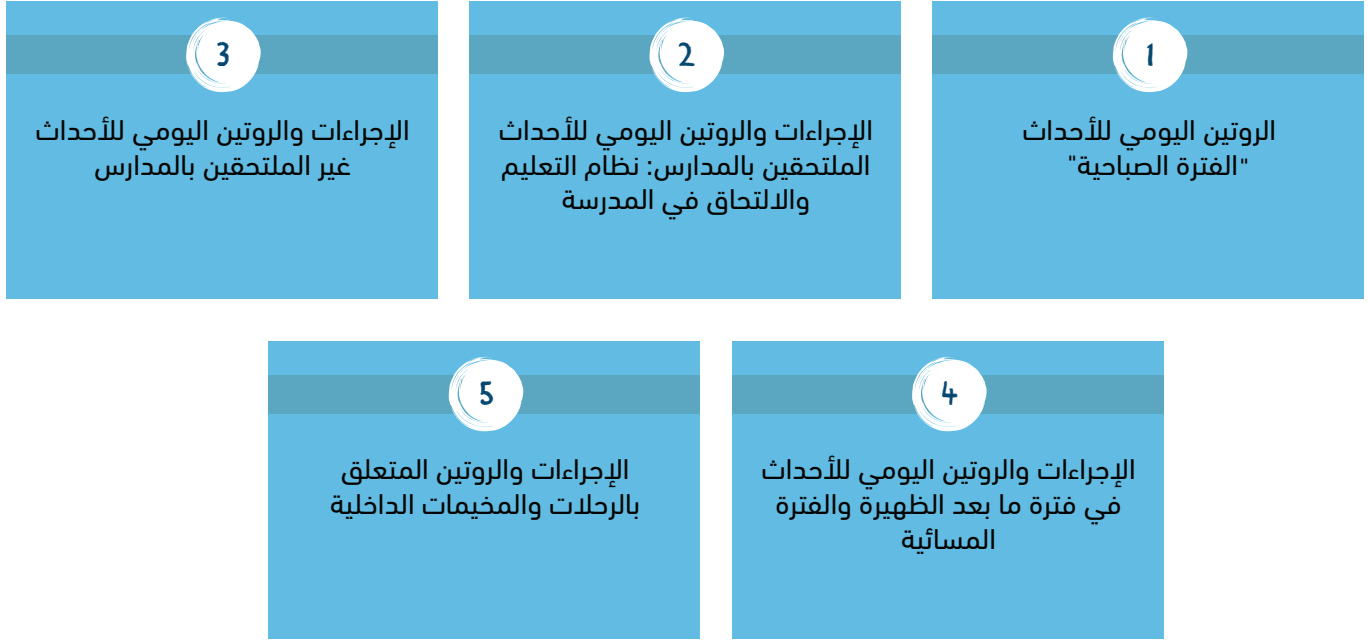 1
الروتين اليومي للأحداث
"الفترة الصباحية"
2
الإجراءات والروتين اليومي للأحداث
الملتحقين بالمدارس: نظام التعليم
والالتحاق في المدرسة
3
الإجراءات والروتين اليومي للأحداث
غير الملتحقين بالمدارس
4
الإجراءات والروتين اليومي للأحداث
في فترة ما بعد الظهيرة والفترة
المسائية
5
الإجراءات والروتين المتعلق
بالرحلات والمخيمات الداخلية